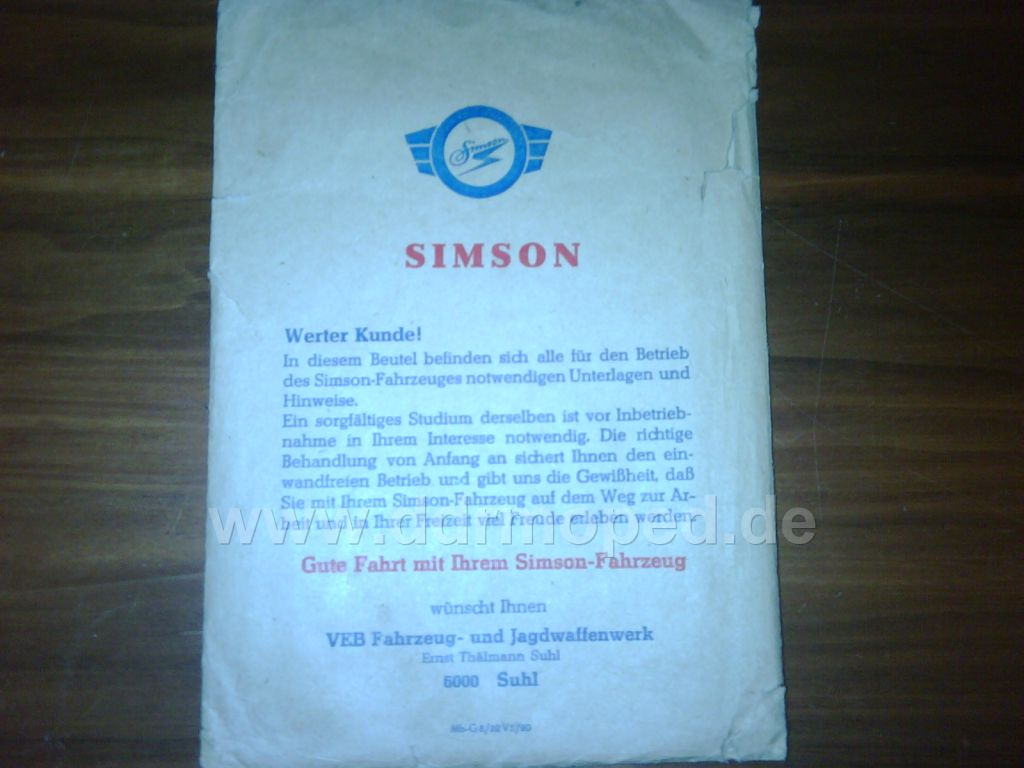 Simson
SIMSON
Werter Kunde!
In diesem Beutel befinden sich alle für den Betrieb
des Simson-Fahrzeuges notwendigen Unterlagen und
Hinweise.
Ein sorgfältiges Studium derselben ist vor Inbetrieb-
nahme in Ihrem Interesse notwendig. Die richtige
Behandlung von Anfang an sichert Ihnen den ein-
wandfreien Betrieb und gibt uns die Gewißheit, daß
Sie mit Ihrem Simson-Fahrzeug auf dem Weg zur Ar-
beit und in Ihrer Freizeit viel Freude erleben werden.
www.duo-moped.de
Gute Fahrt mit Ihrem Simson-Fahrzeug
wünscht Ihnen
VEB Fahrzeug- und Jagdwaffenwerk
Ernst Thälmann Suhl
6000 Suhl